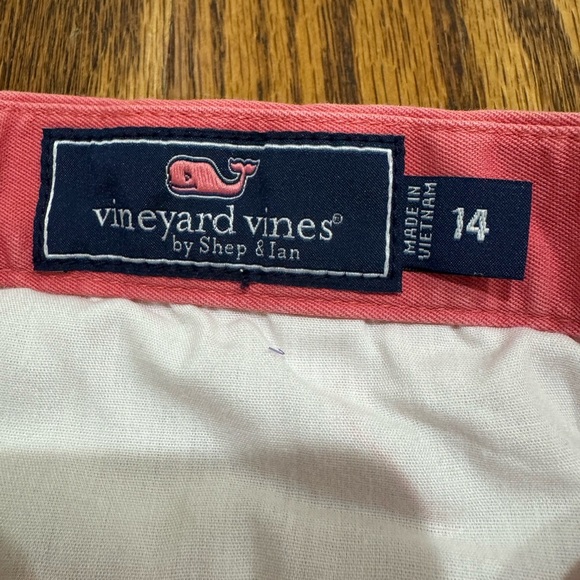 vineyard vines®
by Shep & Ian
MADE IN
VIETNAM
14